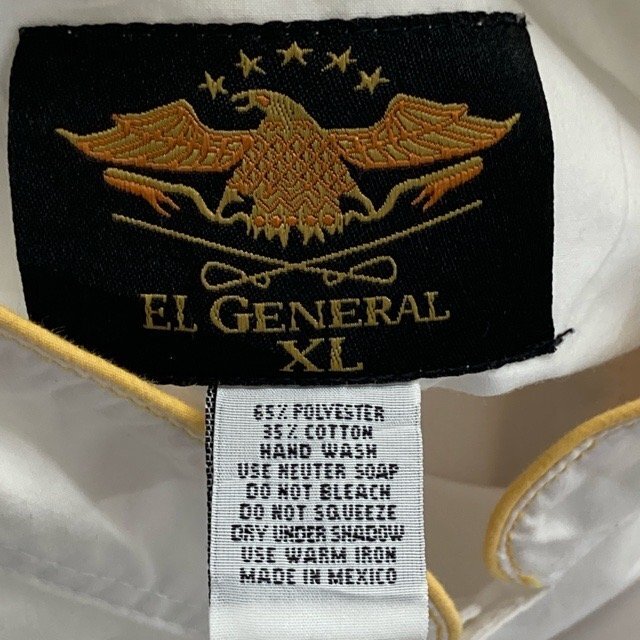 EL GENERAL
XL
65% POLYESTER
35% COTTON
HAND WASH
USE NEUTER SOAP
DO NOT BLEACH
DO NOT SQUEEZE
DRY UNDER SHADOW
USE WARM IRON
MADE IN MEXICO